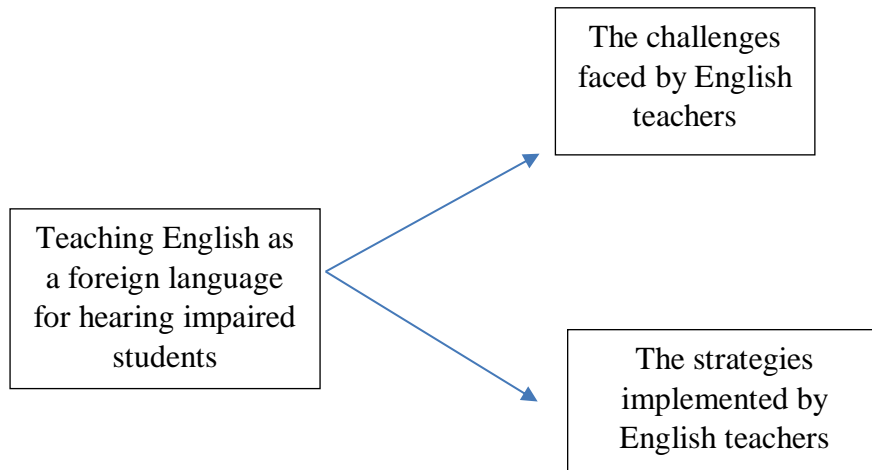 The challenges
faced by English
teachers
Teaching English as
a foreign language
for hearing impaired
students
The strategies
implemented by
English teachers